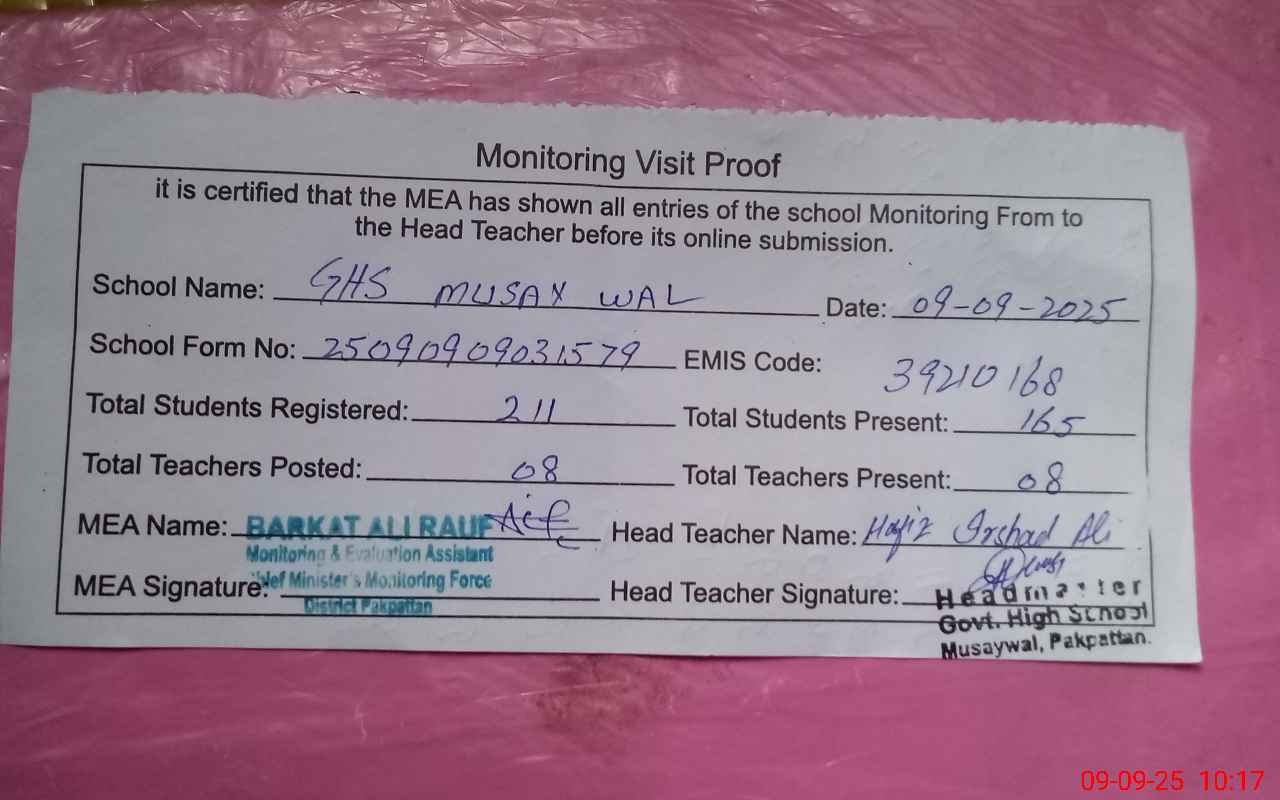 Monitoring Visit Proof
it is certified that the MEA has shown all entries of the school Monitoring From to
the Head Teacher before its online submission.
School Name: GHS MUSAY WAL Date: 09-09-2025
School Form No: 25090909031579 EMIS Code: 39210168
Total Students Registered: 211 Total Students Present: 165
Total Teachers Posted: 08 Total Teachers Present: 08
MEA Name: BARKAT ALI RAUF Head Teacher Name: Hafiz Irshad Ali
Monitoring & Evaluation Assistant
MEA Signature: Chief Minister's Monitoring Force Head Teacher Signature:
District Pakpattan
Headmaster
Govt. High School
Musaywal, Pakpattan.
09-09-25 10:17